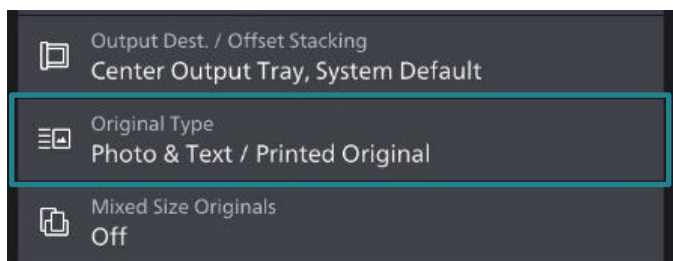 Output Dest. / Offset Stacking
Center Output Tray, System Default
Original Type
Photo & Text / Printed Original
Mixed Size Originals
Off